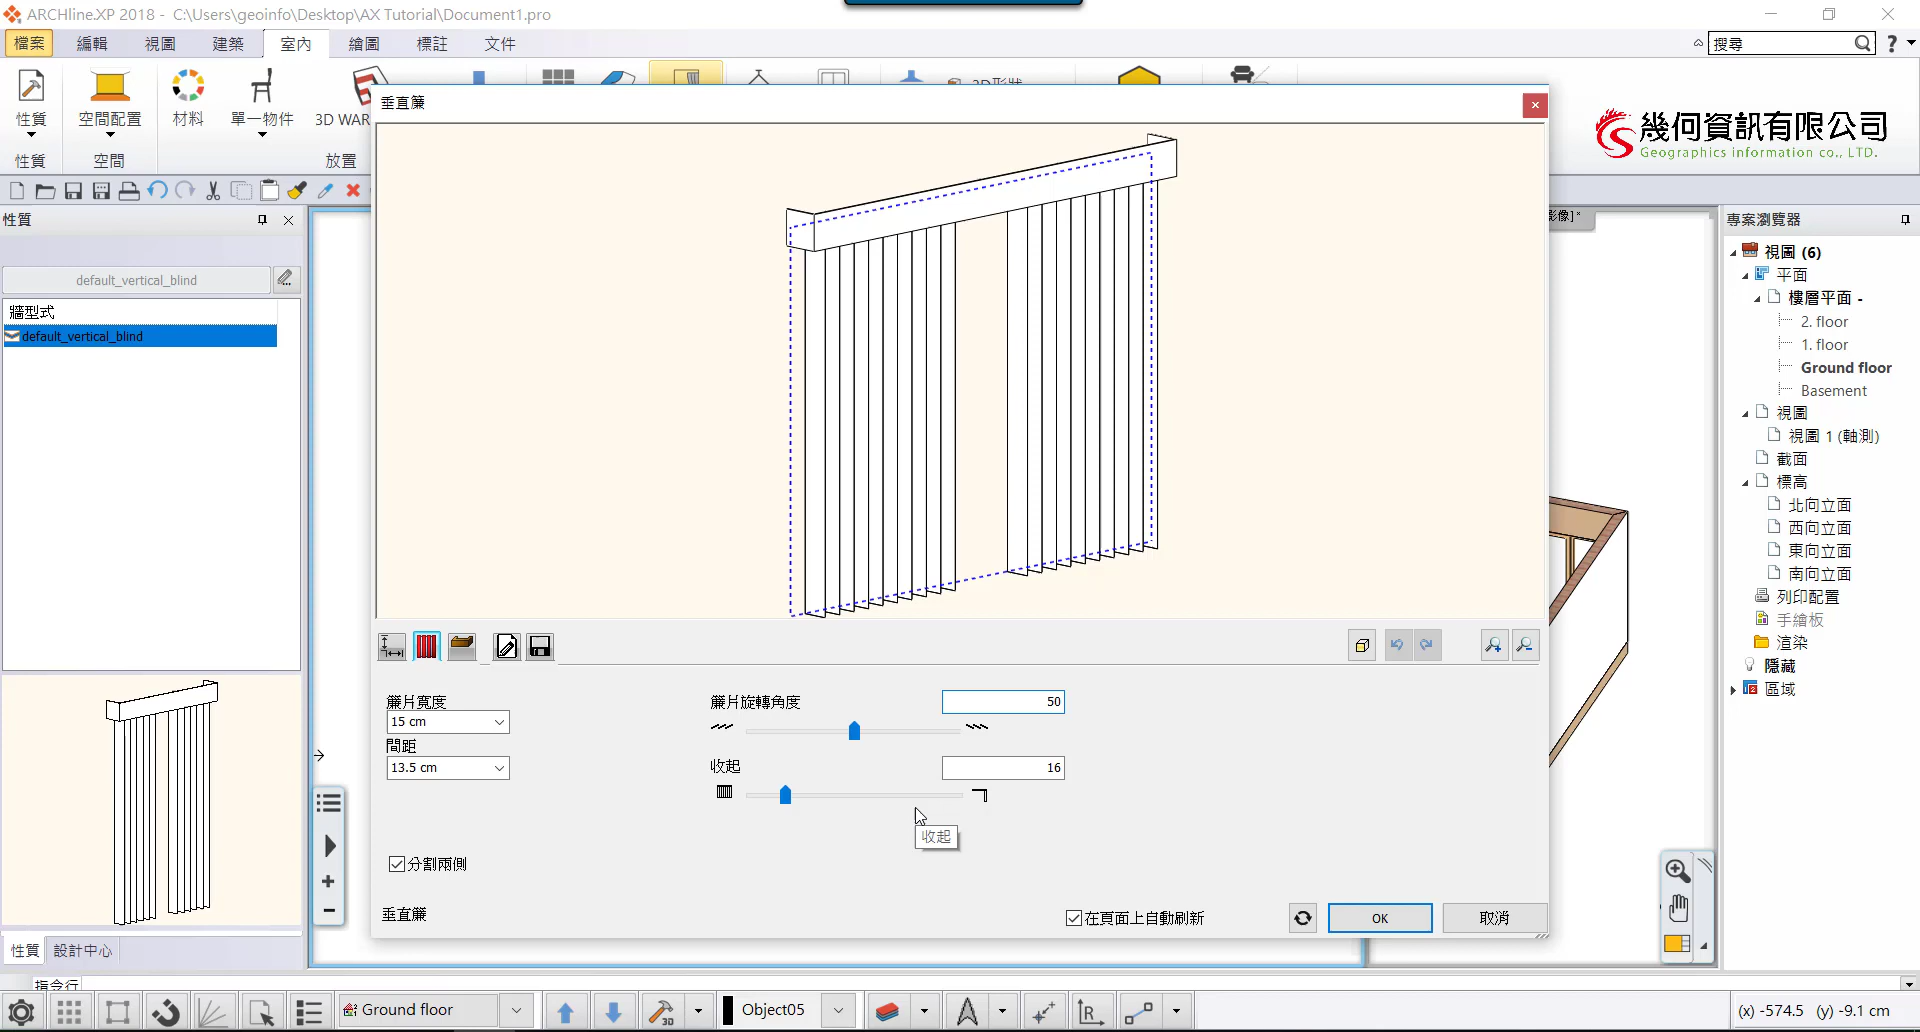 ARCHline.XP 2018 - C:\Users\geoinfo\Desktop\AX Tutorial\Document1.pro
檔案 編輯 視圖 建築 室內 繪圖 標註 文件
搜尋 ?
性質 空間配置 材料 單一物件 3D WAR
性質 空間 放置
幾何資訊有限公司
Geographics information co., LTD.
性質
default_vertical_blind
牆型式
default_vertical_blind
性質 設計中心
垂直簾
簾片寬度
15 cm
間距
13.5 cm
簾片旋轉角度 50
收起 16
收起
分割兩側
垂直簾
在頁面上自動刷新
OK
取消
影像]*
專案瀏覽器
視圖 (6)
平面
樓層平面 -
2. floor
1. floor
Ground floor
Basement
視圖
視圖 1 (軸測)
截面
標高
北向立面
西向立面
東向立面
南向立面
列印配置
手繪板
渲染
隱藏
區域
指令行
Ground floor
Object05
(x) -574.5 (y) -9.1 cm